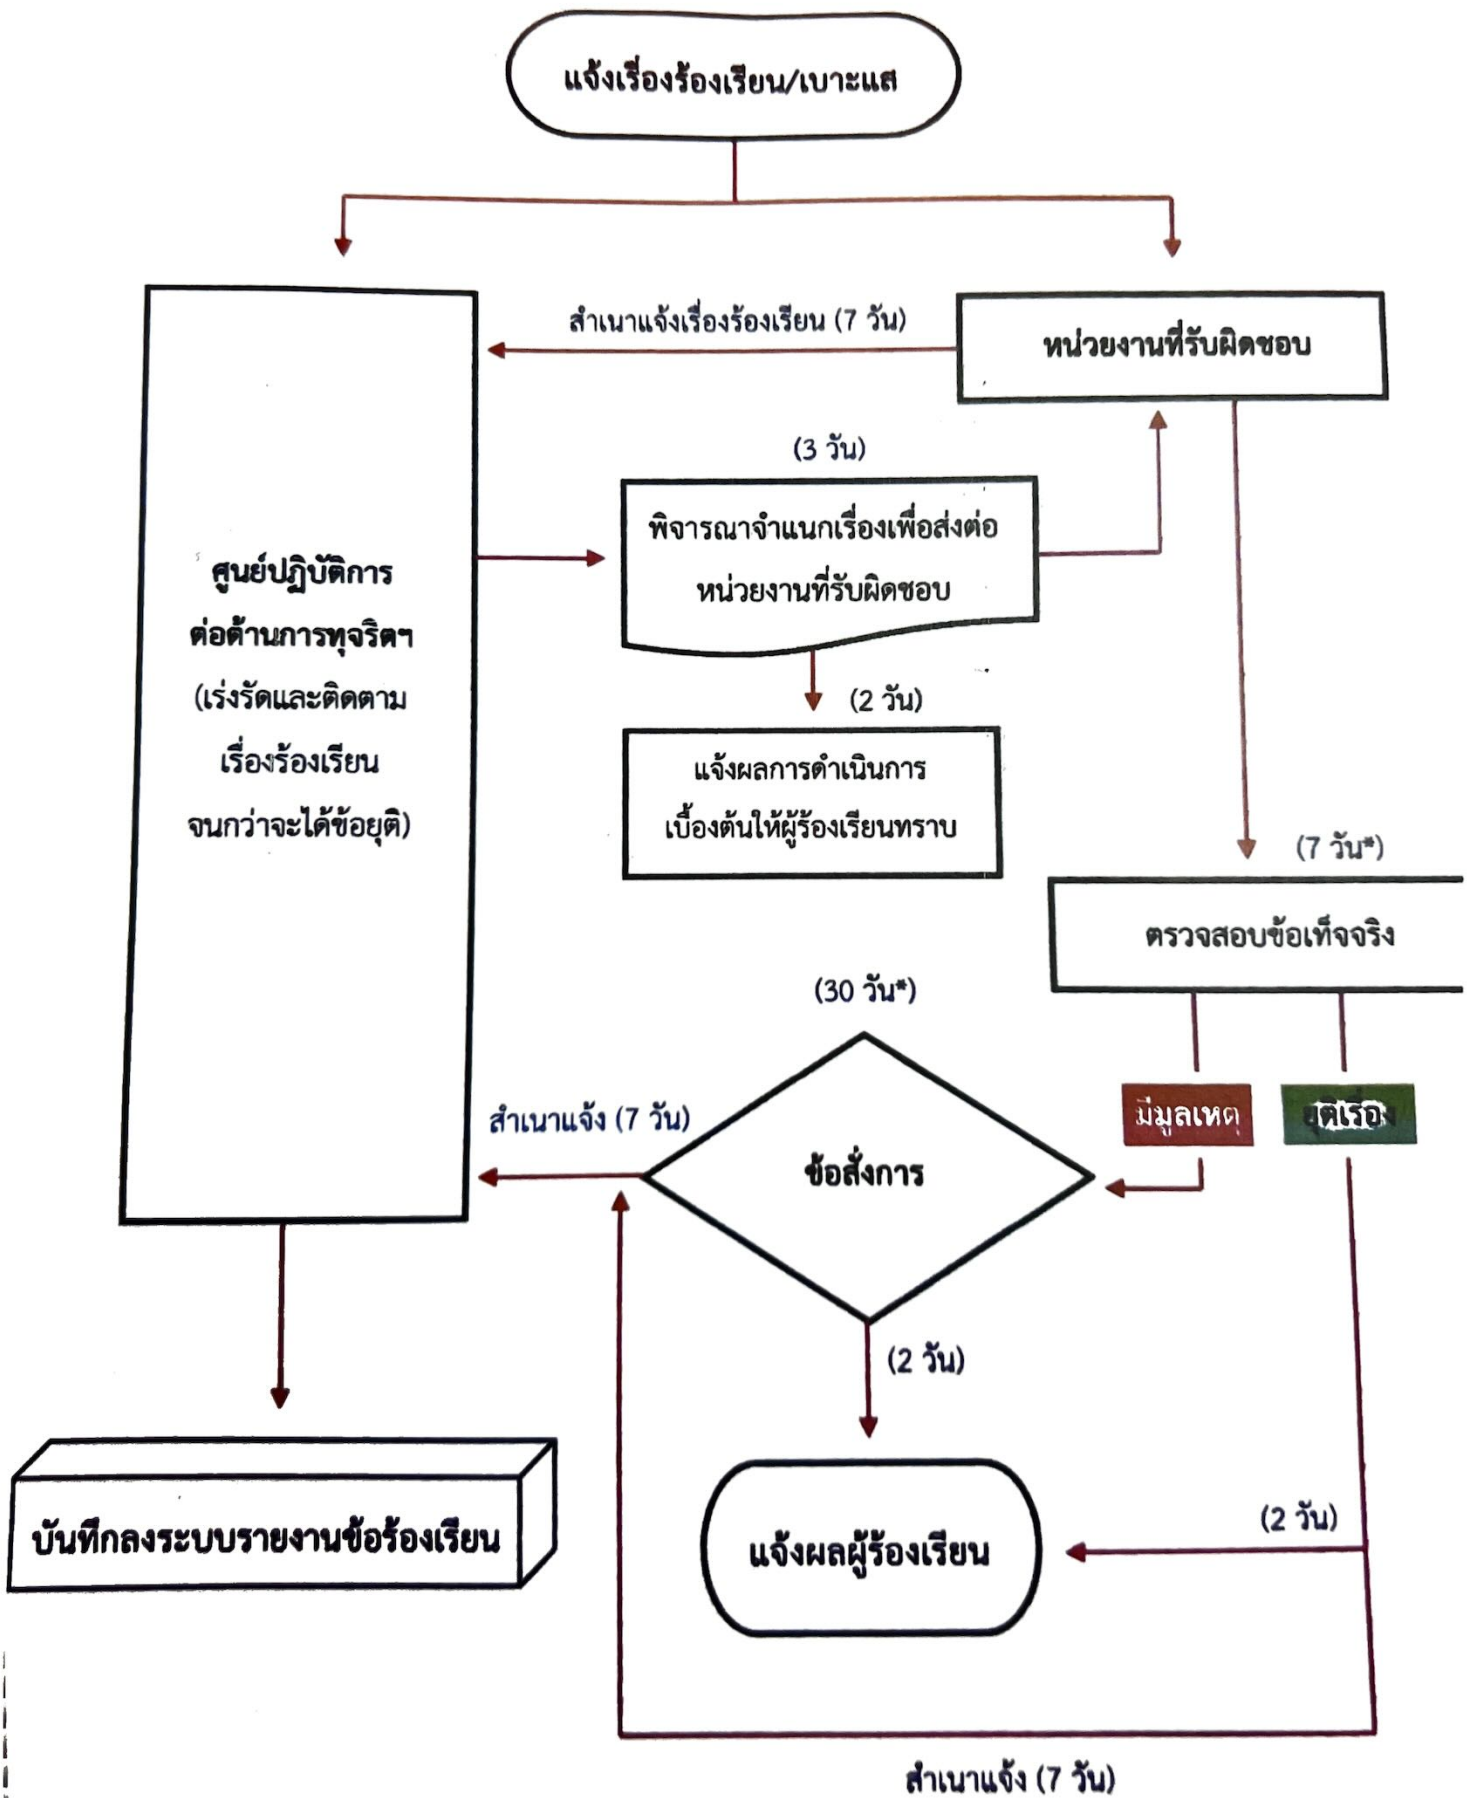 แจ้งเรื่องร้องเรียน/เบาะแส
สำเนาแจ้งเรื่องร้องเรียน (7 วัน)
หน่วยงานที่รับผิดชอบ
(3 วัน)
พิจารณาจำแนกเรื่องเพื่อส่งต่อ
หน่วยงานที่รับผิดชอบ
ศูนย์ปฏิบัติการ
ต่อต้านการทุจริตฯ
(เร่งรัดและติดตาม
เรื่องร้องเรียน
จนกว่าจะได้ข้อยุติ)
(2 วัน)
แจ้งผลการดำเนินการ
เบื้องต้นให้ผู้ร้องเรียนทราบ
(7 วัน*)
ตรวจสอบข้อเท็จจริง
(30 วัน*)
มีมูลเหตุ
ยุติเรื่อง
สำเนาแจ้ง (7 วัน)
ข้อสั่งการ
(2 วัน)
บันทึกลงระบบรายงานข้อร้องเรียน
(2 วัน)
แจ้งผลผู้ร้องเรียน
สำเนาแจ้ง (7 วัน)